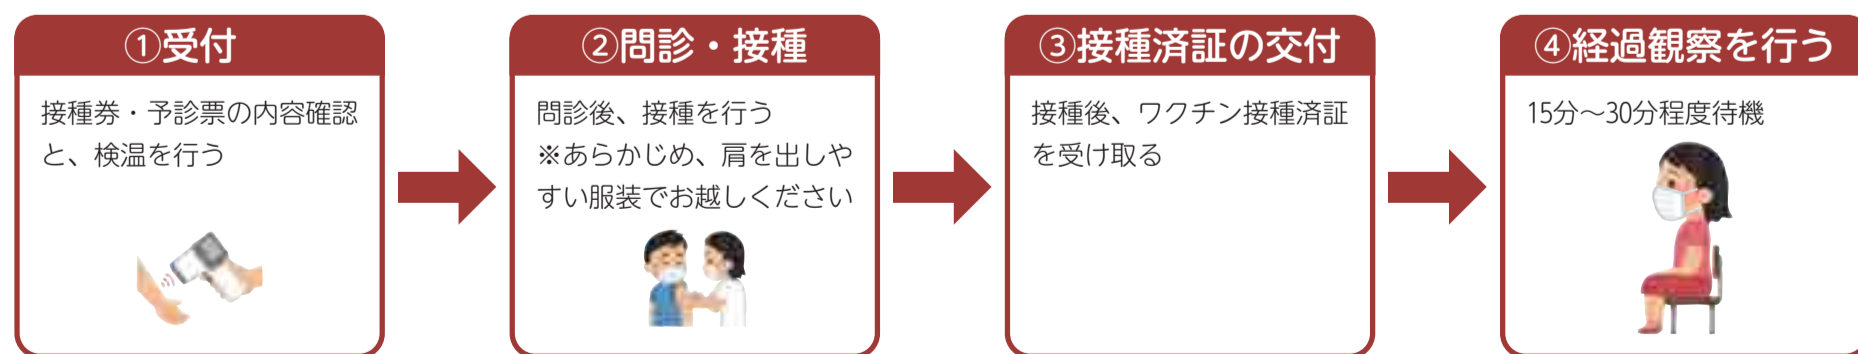 ①受付
接種券・予診票の内容確認
と、検温を行う
②問診・接種
問診後、接種を行う
※あらかじめ、肩を出しや
すい服装でお越しください
③接種済証の交付
接種後、ワクチン接種済証
を受け取る
④経過観察を行う
15分～30分程度待機